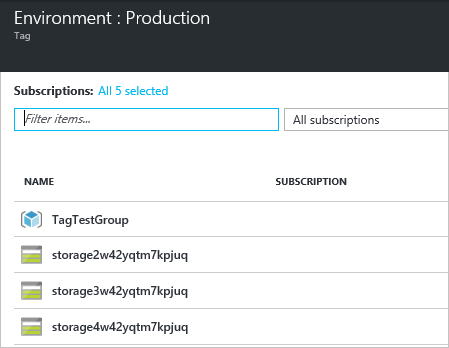 Environment : Production
Tag
Subscriptions: All 5 selected
Filter items...
All subscriptions
NAME SUBSCRIPTION
TagTestGroup
storage2w42yqtm7kpjuq
storage3w42yqtm7kpjuq
storage4w42yqtm7kpjuq